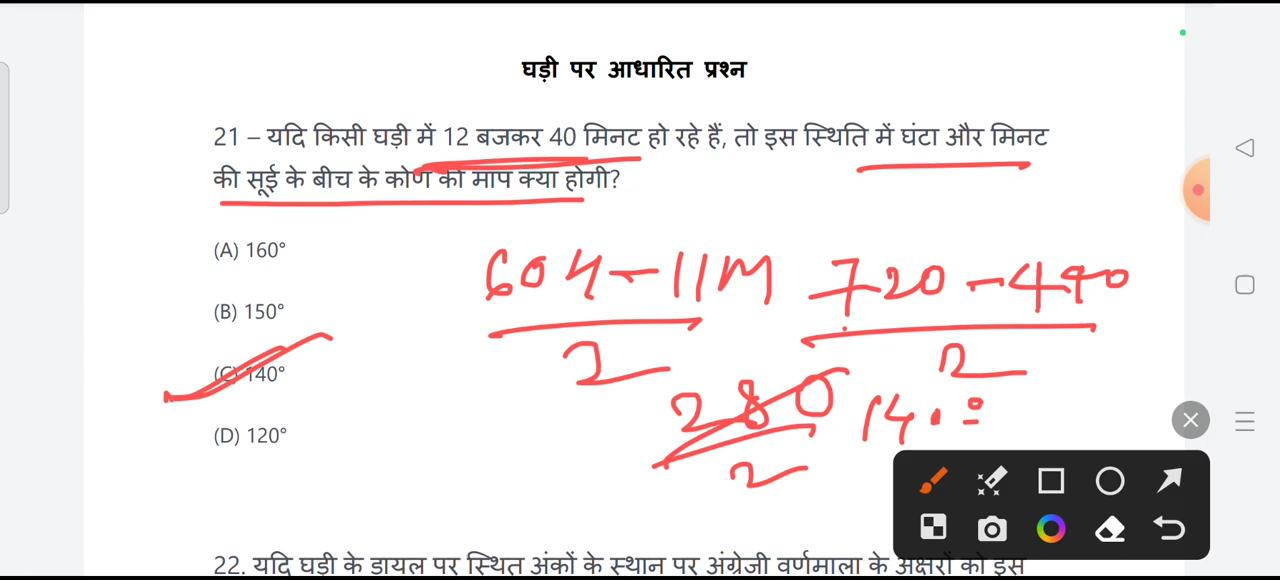 घड़ी पर आधारित प्रश्न
21 – यदि किसी घड़ी में 12 बजकर 40 मिनट हो रहे हैं, तो इस स्थिति में घंटा और मिनट
की सूई के बीच के कोण की माप क्या होगी?
(A) 160°
60H-11M 720-440
(B) 150°
2 2
(C) 140°
280 140°
(D) 120°
2
22. यदि घड़ी के डायल पर स्थित अंकों के स्थान पर अंग्रेजी वर्णमाला के अक्षरों को इस